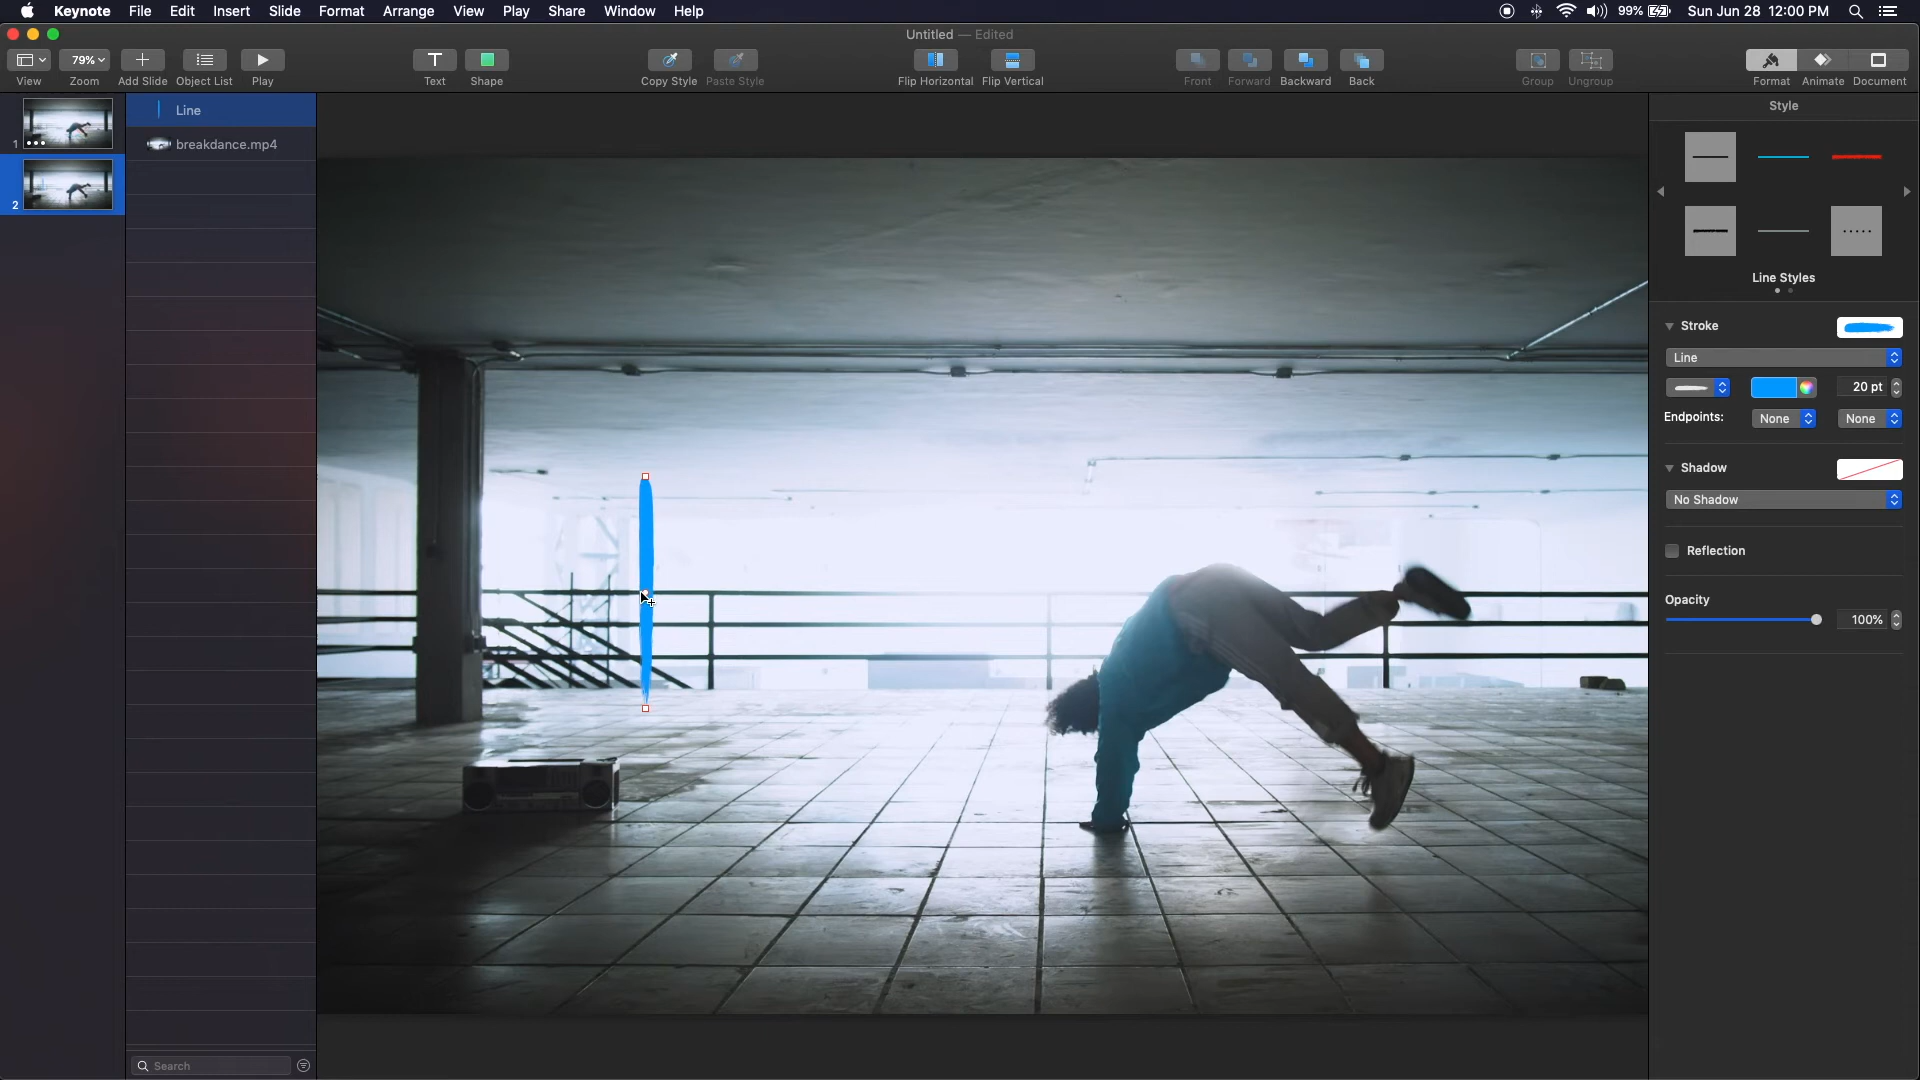 Keynote File Edit Insert Slide Format Arrange View Play Share Window Help 99% Sun Jun 28 12:00 PM
Untitled — Edited
79%
View Zoom Add Slide Object List Play Text Shape Copy Style Paste Style Flip Horizontal Flip Vertical Front Forward Backward Back Group Ungroup Format Animate Document
Style
Line
1
breakdance.mp4
2
Line Styles
Stroke
Line
20 pt
Endpoints: None None
Shadow
No Shadow
Reflection
Opacity
100%
Search